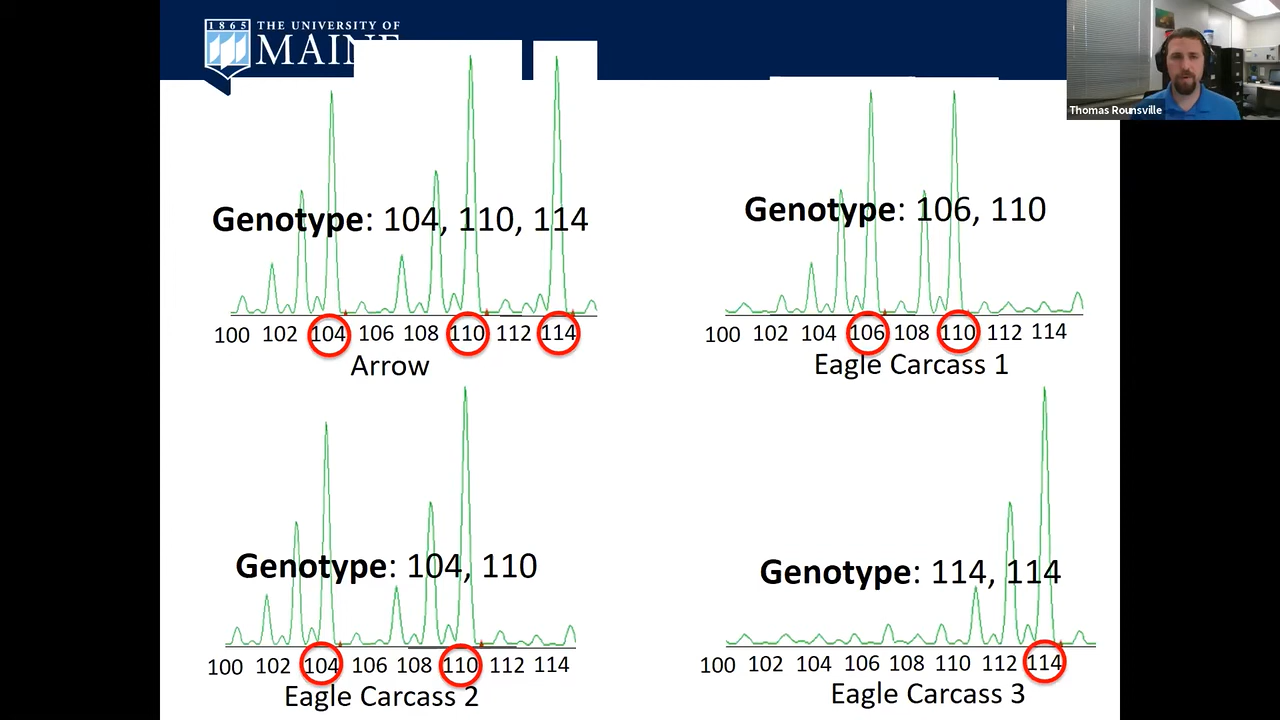 1865
THE UNIVERSITY OF
MAINE
Thomas Rounsville
Genotype: 104, 110, 114
100 102 104 106 108 110 112 114
Arrow
Genotype: 106, 110
100 102 104 106 108 110 112 114
Eagle Carcass 1
Genotype: 104, 110
100 102 104 106 108 110 112 114
Eagle Carcass 2
Genotype: 114, 114
100 102 104 106 108 110 112 114
Eagle Carcass 3